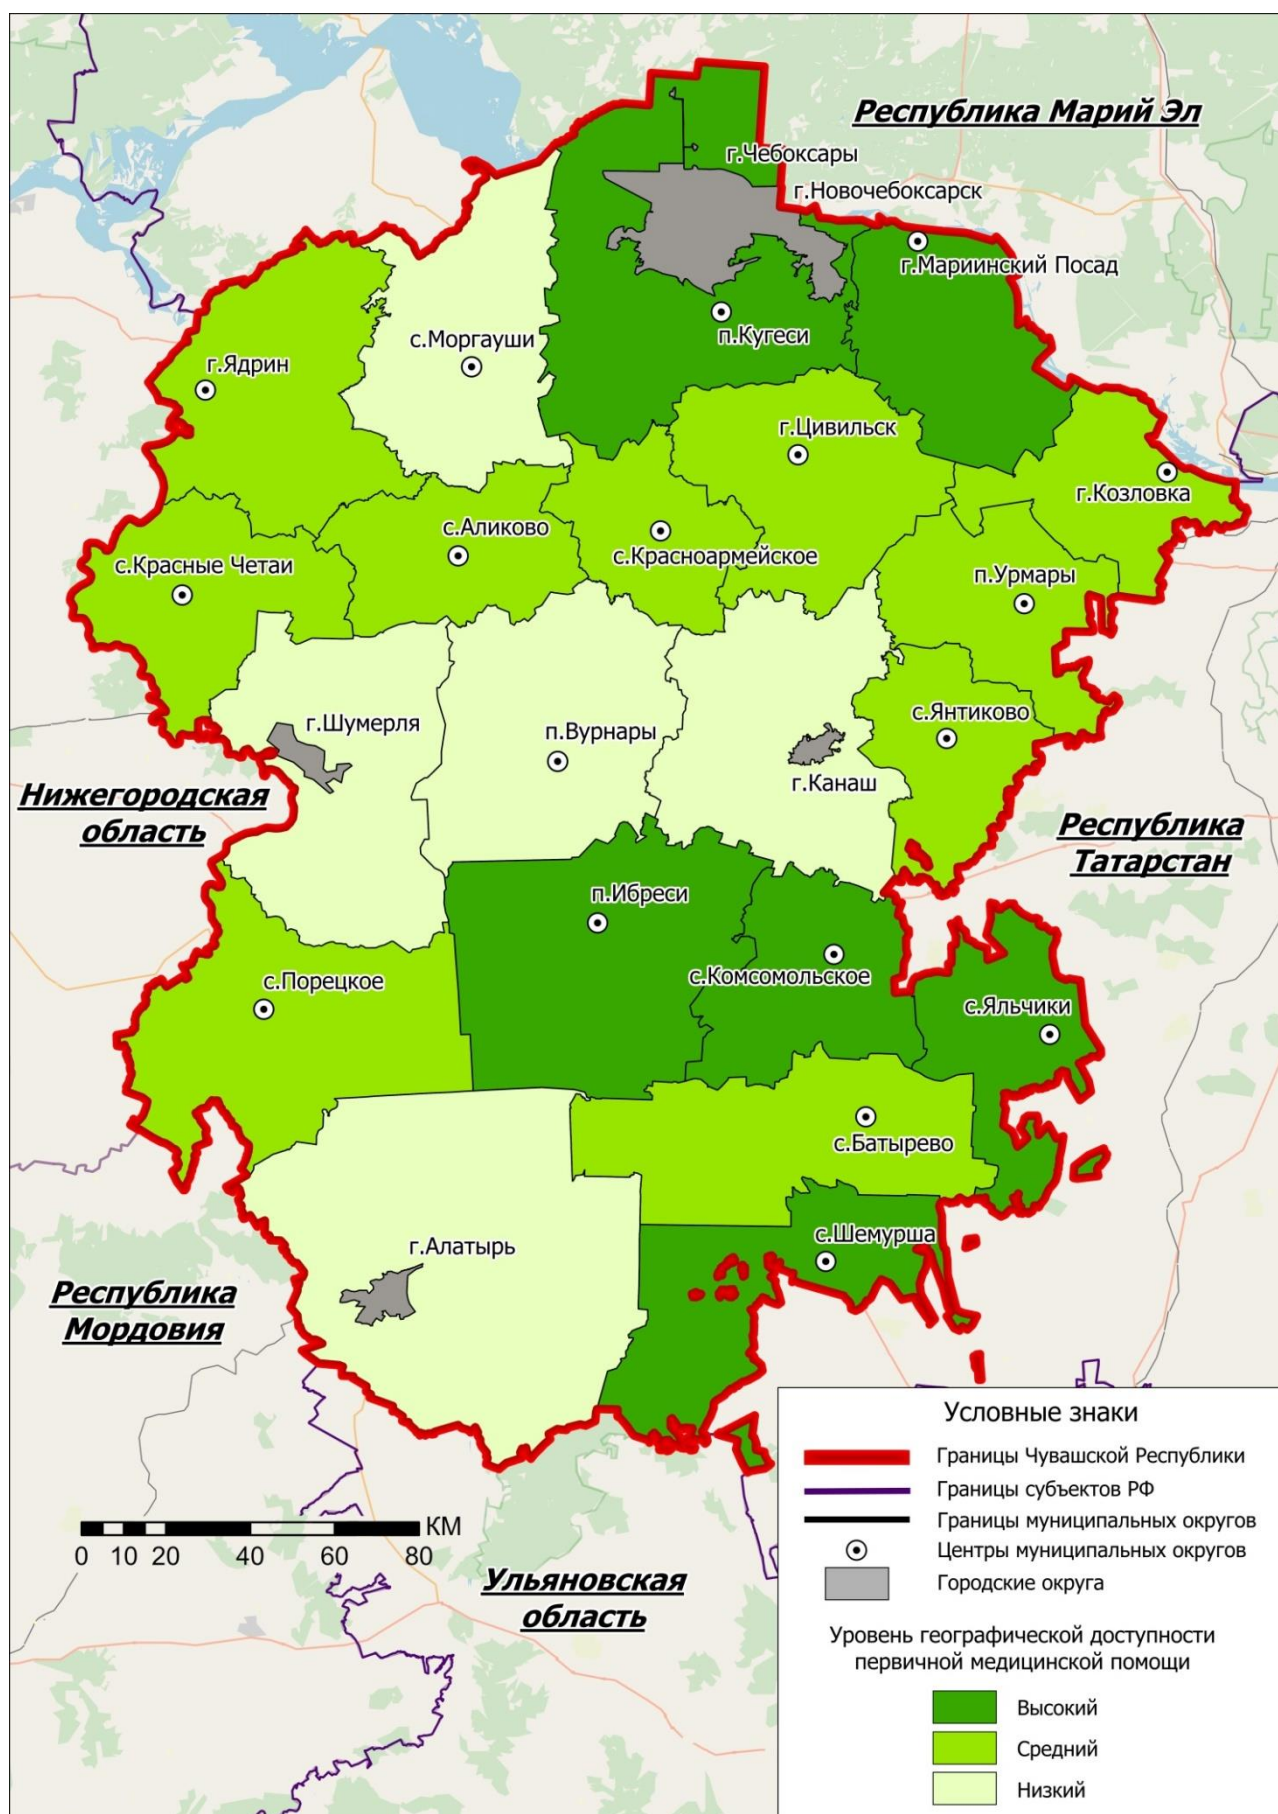 Республика Марий Эл
г.Чебоксары
г.Новочебоксарск
г.Мариинский Посад
п.Кугеси
с.Моргауши
г.Ядрин
г.Цивильск
г.Козловка
с.Аликово
с.Красноармейское
с.Красные Четаи
п.Урмары
г.Шумерля
п.Вурнары
с.Янтиково
г.Канаш
Нижегородская
область
Республика
Татарстан
п.Ибреси
с.Комсомольское
с.Порецкое
с.Яльчики
с.Батырево
с.Шемурша
г.Алатырь
Республика
Мордовия
Ульяновская
область
КМ
0 10 20 40 60 80
Условные знаки
Границы Чувашской Республики
Границы субъектов РФ
Границы муниципальных округов
Центры муниципальных округов
Городские округа
Уровень географической доступности
первичной медицинской помощи
Высокий
Средний
Низкий